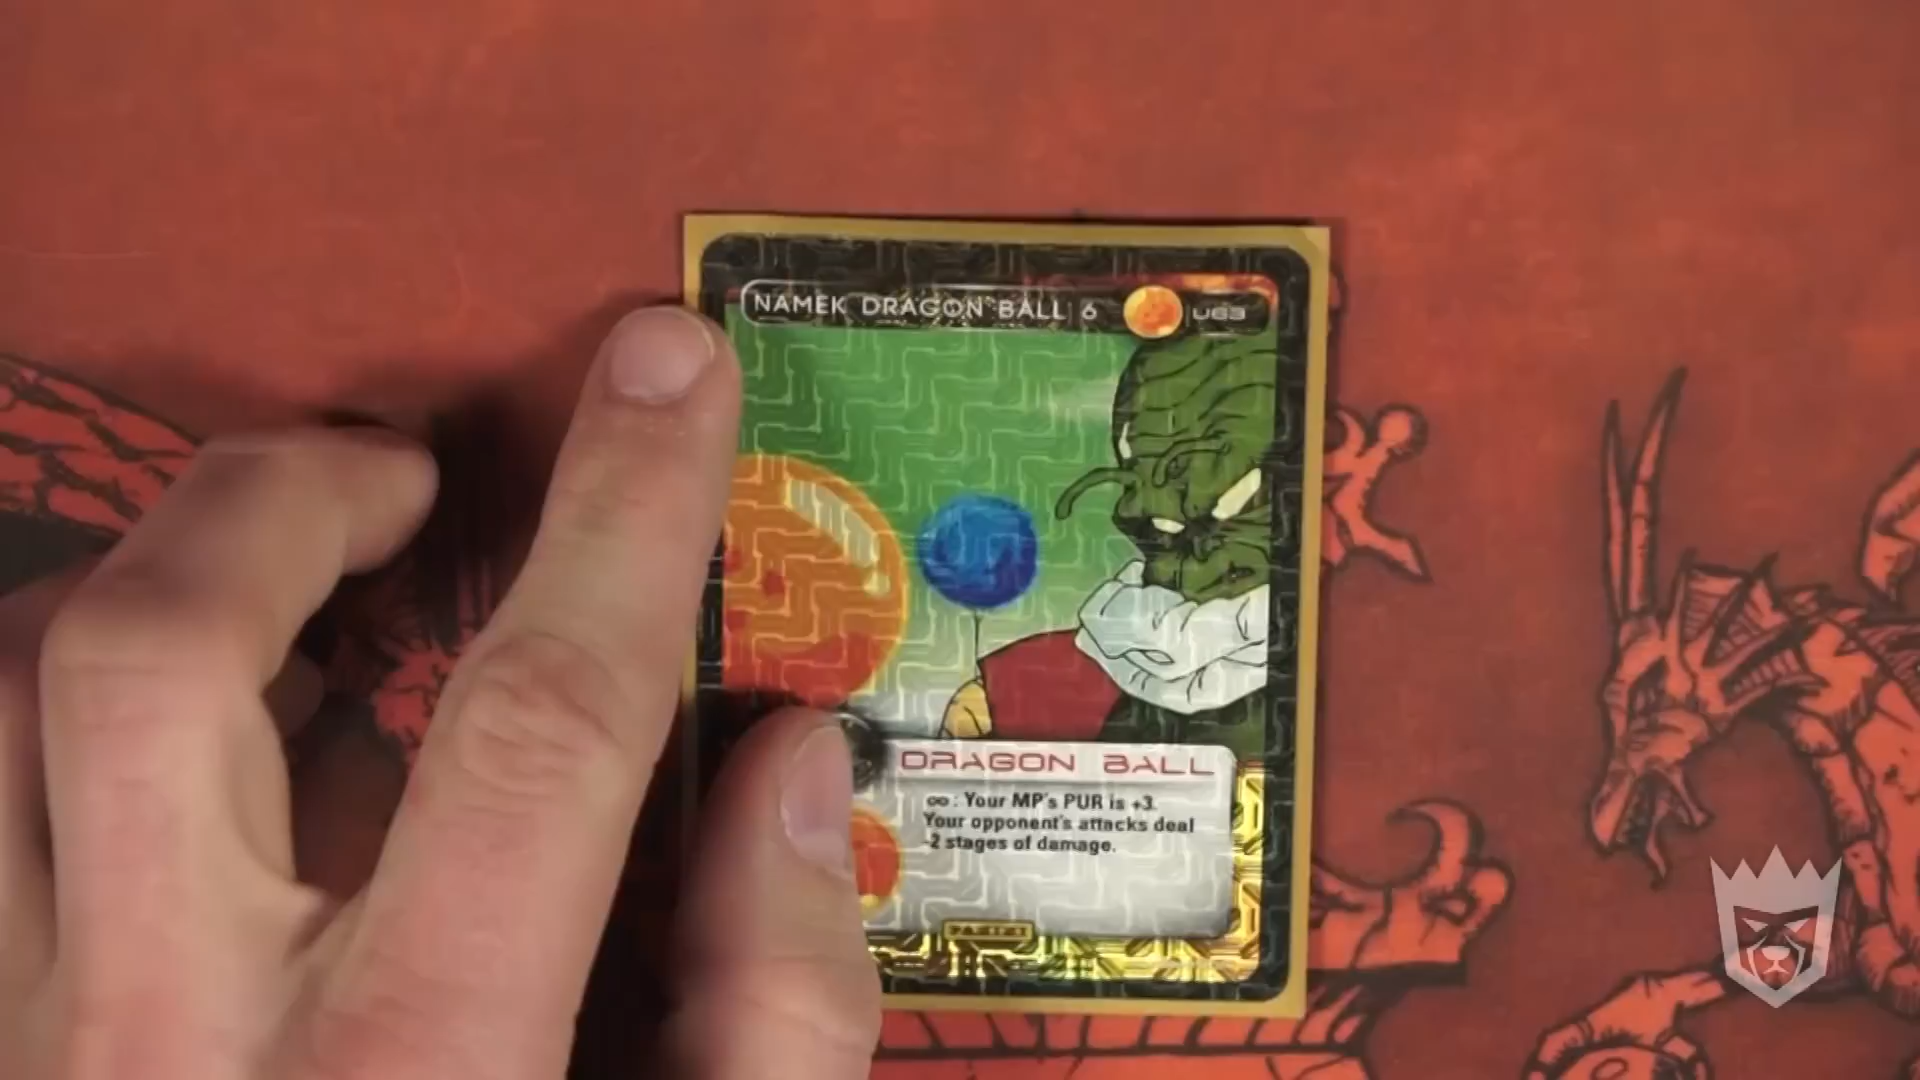 NAMEK DRAGON BALL 6 U63
DRAGON BALL
∞: Your MP's PUR is +3.
Your opponent's attacks deal
-2 stages of damage.
PANINI